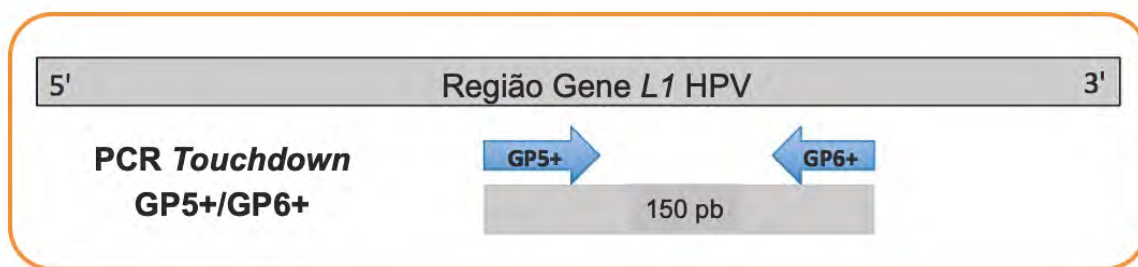 5' Região Gene L1 HPV 3'
PCR Touchdown GP5+ GP6+
GP5+/GP6+ 150 pb